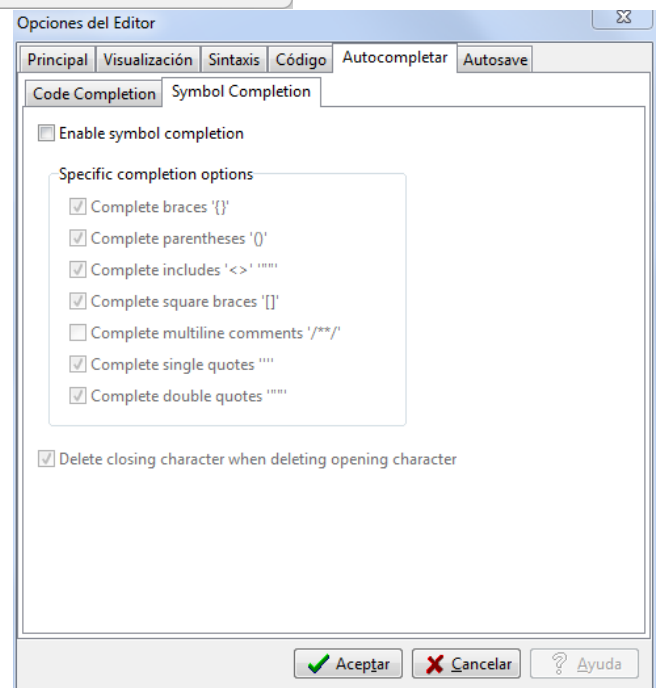 Opciones del Editor
Principal Visualización Sintaxis Código Autocompletar Autosave
Code Completion Symbol Completion
Enable symbol completion
Specific completion options
Complete braces '{}'
Complete parentheses '()'
Complete includes '<>' '""'
Complete square braces '[]'
Complete multiline comments '/**/'
Complete single quotes ''''
Complete double quotes '""'
Delete closing character when deleting opening character
Aceptar Cancelar Ayuda